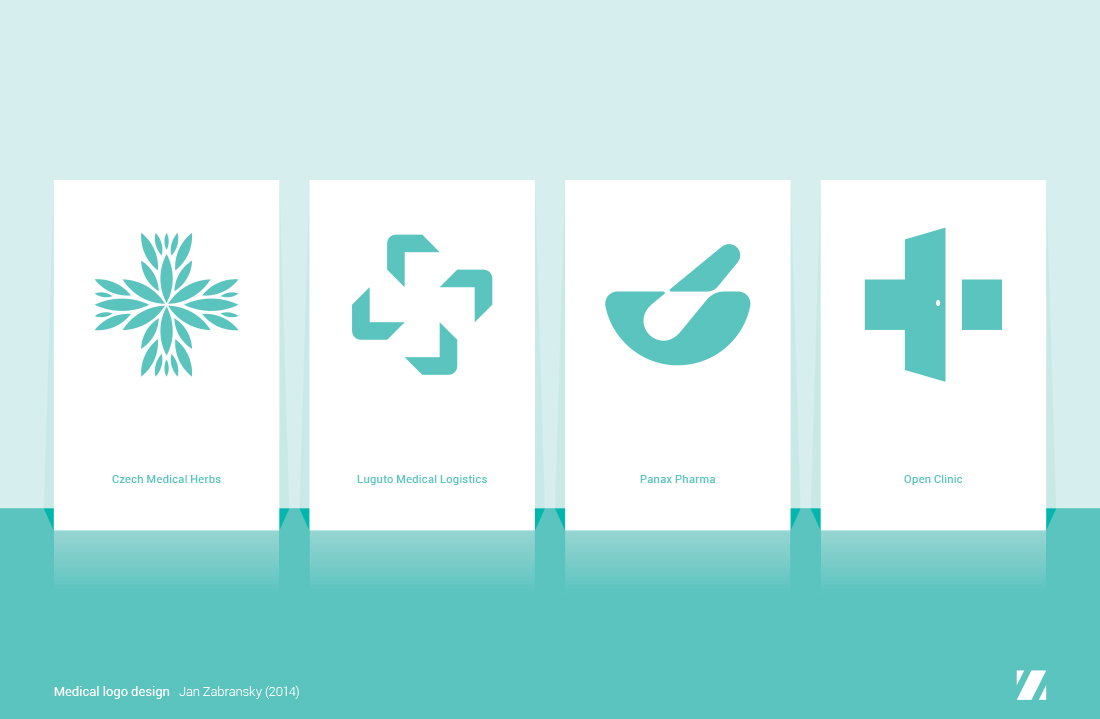 Czech Medical Herbs
Luguto Medical Logistics
Panax Pharma
Open Clinic
Medical logo design Jan Zabransky (2014)